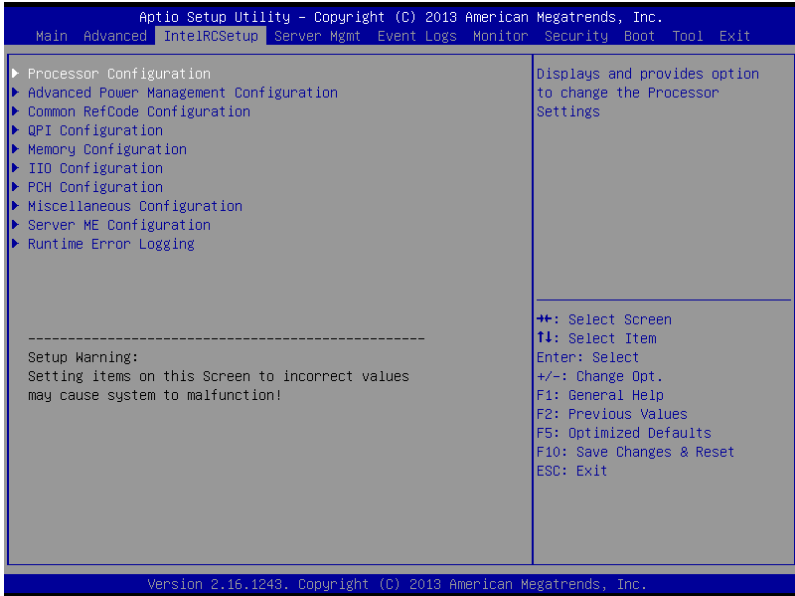 Aptio Setup Utility – Copyright (C) 2013 American Megatrends, Inc.
Main Advanced IntelRCSetup Server Mgmt Event Logs Monitor Security Boot Tool Exit
Processor Configuration
Advanced Power Management Configuration
Common RefCode Configuration
QPI Configuration
Memory Configuration
IIO Configuration
PCH Configuration
Miscellaneous Configuration
Server ME Configuration
Runtime Error Logging
--------------------------------------------------
Setup Warning:
Setting items on this Screen to incorrect values
may cause system to malfunction!
Displays and provides option
to change the Processor
Settings
→←: Select Screen
↑↓: Select Item
Enter: Select
+/-: Change Opt.
F1: General Help
F2: Previous Values
F5: Optimized Defaults
F10: Save Changes & Reset
ESC: Exit
Version 2.16.1243. Copyright (C) 2013 American Megatrends, Inc.